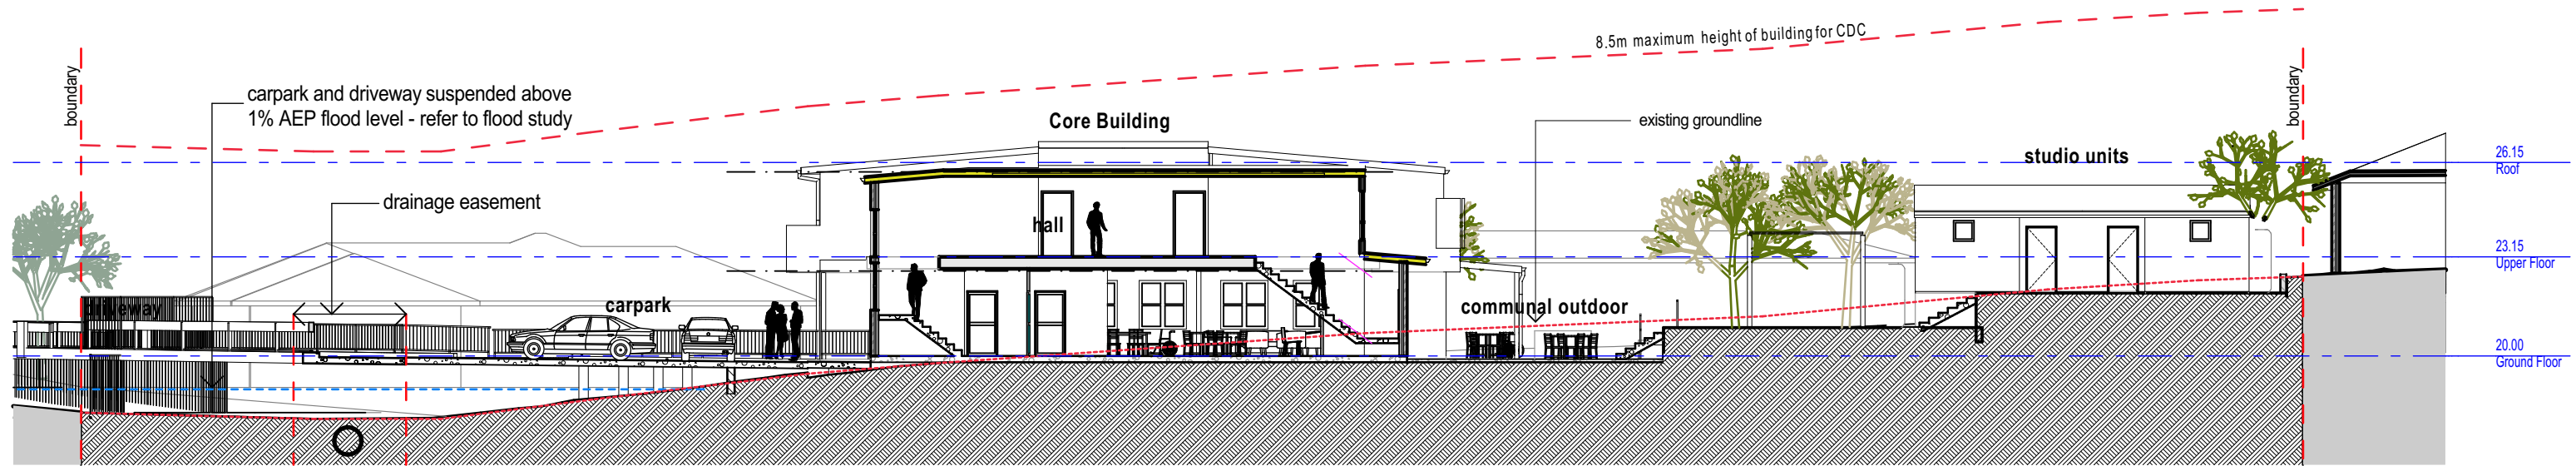 8.5m maximum height of building for CDC
boundary
carpark and driveway suspended above
1% AEP flood level - refer to flood study
Core Building
existing groundline
boundary
studio units
26.15
Roof
drainage easement
hall
23.15
Upper Floor
driveway
carpark
communal outdoor
20.00
Ground Floor